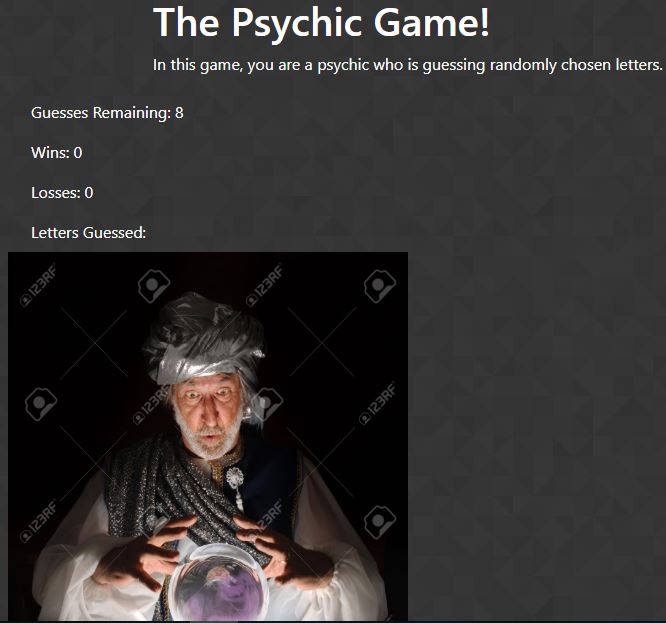 The Psychic Game!
In this game, you are a psychic who is guessing randomly chosen letters.
Guesses Remaining: 8
Wins: 0
Losses: 0
Letters Guessed:
123RF
123RF
123RF
123RF
123RF
123RF